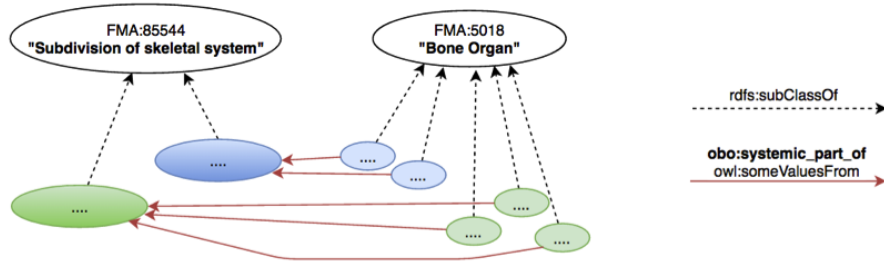 FMA:85544
"Subdivision of skeletal system"
FMA:5018
"Bone Organ"
rdfs:subClassOf
....
....
....
obo:systemic_part_of
owl:someValuesFrom
....
....
....
....